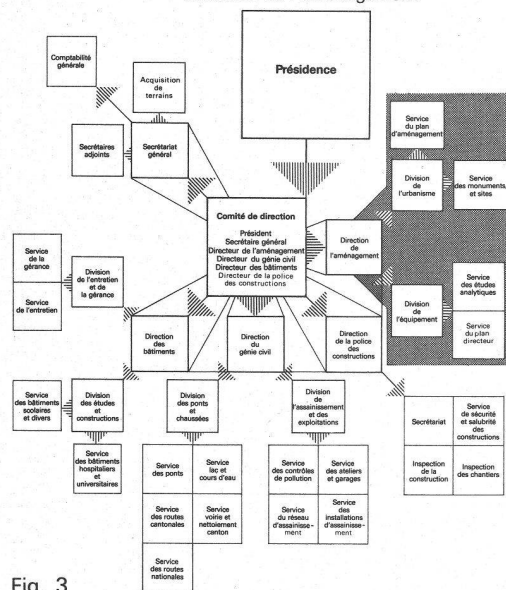 Présidence
Comptabilité
générale
Acquisition
de
terrains
Secrétaires
adjoints
Secrétariat
général
Service
du plan
d'aménagement
Division
de
l'urbanisme
Service
des monuments,
et sites
Comité de direction
Président
Secrétaire général
Directeur de l'aménagement
Directeur du génie civil
Directeur des bâtiments
Directeur de la police
des constructions
Direction
de
l'aménagement
Service
de la
gérance
Service
de l'entretien
Division
de l'entretien
et de
la gérance
Division
de
l'équipement
Service
des études
analytiques
Service
du plan
directeur
Direction
des
bâtiments
Direction
du
génie civil
Direction
de la police
des
constructions
Service
des bâtiments
scolaires
et divers
Division
des études
et
constructions
Division
des ponts
et
chaussées
Division
de
l'assainissement
et des
exploitations
Service
des bâtiments
hospitaliers
et
universitaires
Secrétariat
Service
de sécurité
et salubrité
des
constructions
Inspection
de la
construction
Inspection
des chantiers
Service
des ponts
Service
lac et
cours d'eau
Service
des routes
cantonales
Service
voirie et
nettoiement
canton
Service
des routes
nationales
Service
des contrôles
de pollution
Service
des ateliers
et garages
Service
du réseau
d'assainisse-
ment
Service
des
installations
d'assainisse-
ment
Fig. 3